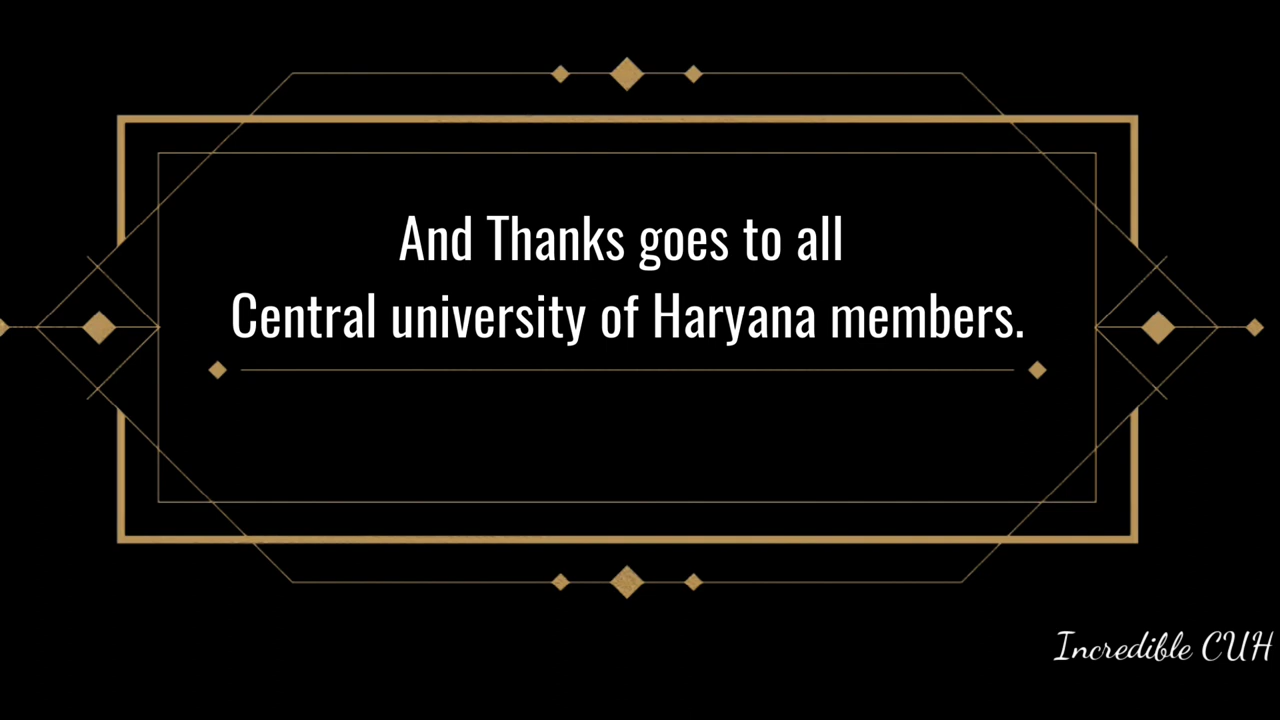 And Thanks goes to all
Central university of Haryana members.
Incredible CUH